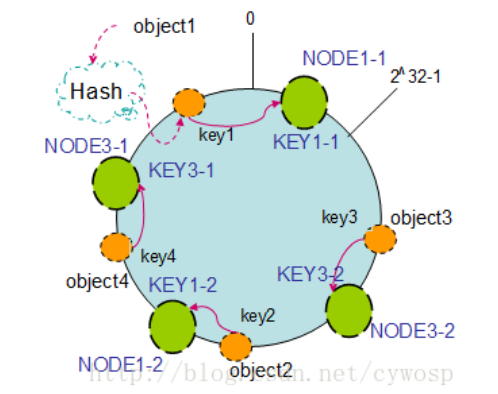 0
object1
NODE1-1
2^32-1
Hash
key1
KEY1-1
NODE3-1
KEY3-1
key3
object3
key4
object4
KEY1-2
KEY3-2
key2
NODE3-2
NODE1-2
object2
http://blog.csdn.net/cywosp